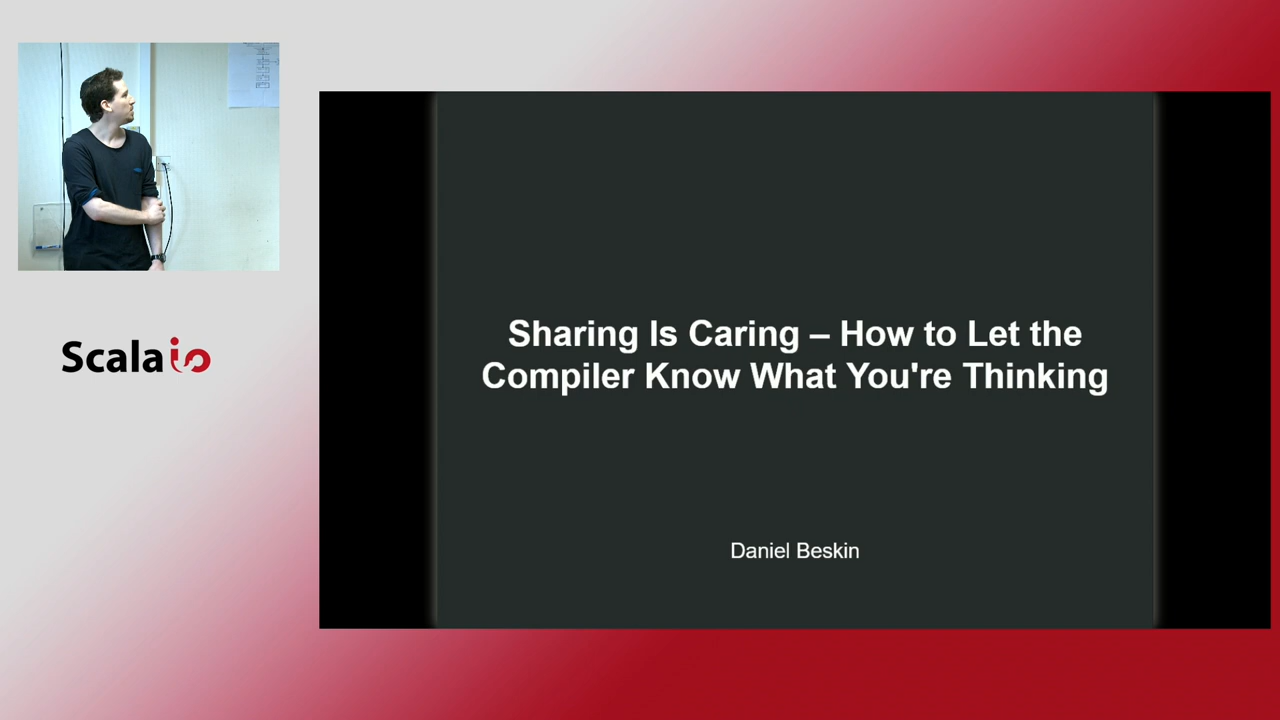 Scala io
Sharing Is Caring – How to Let the
Compiler Know What You're Thinking
Daniel Beskin